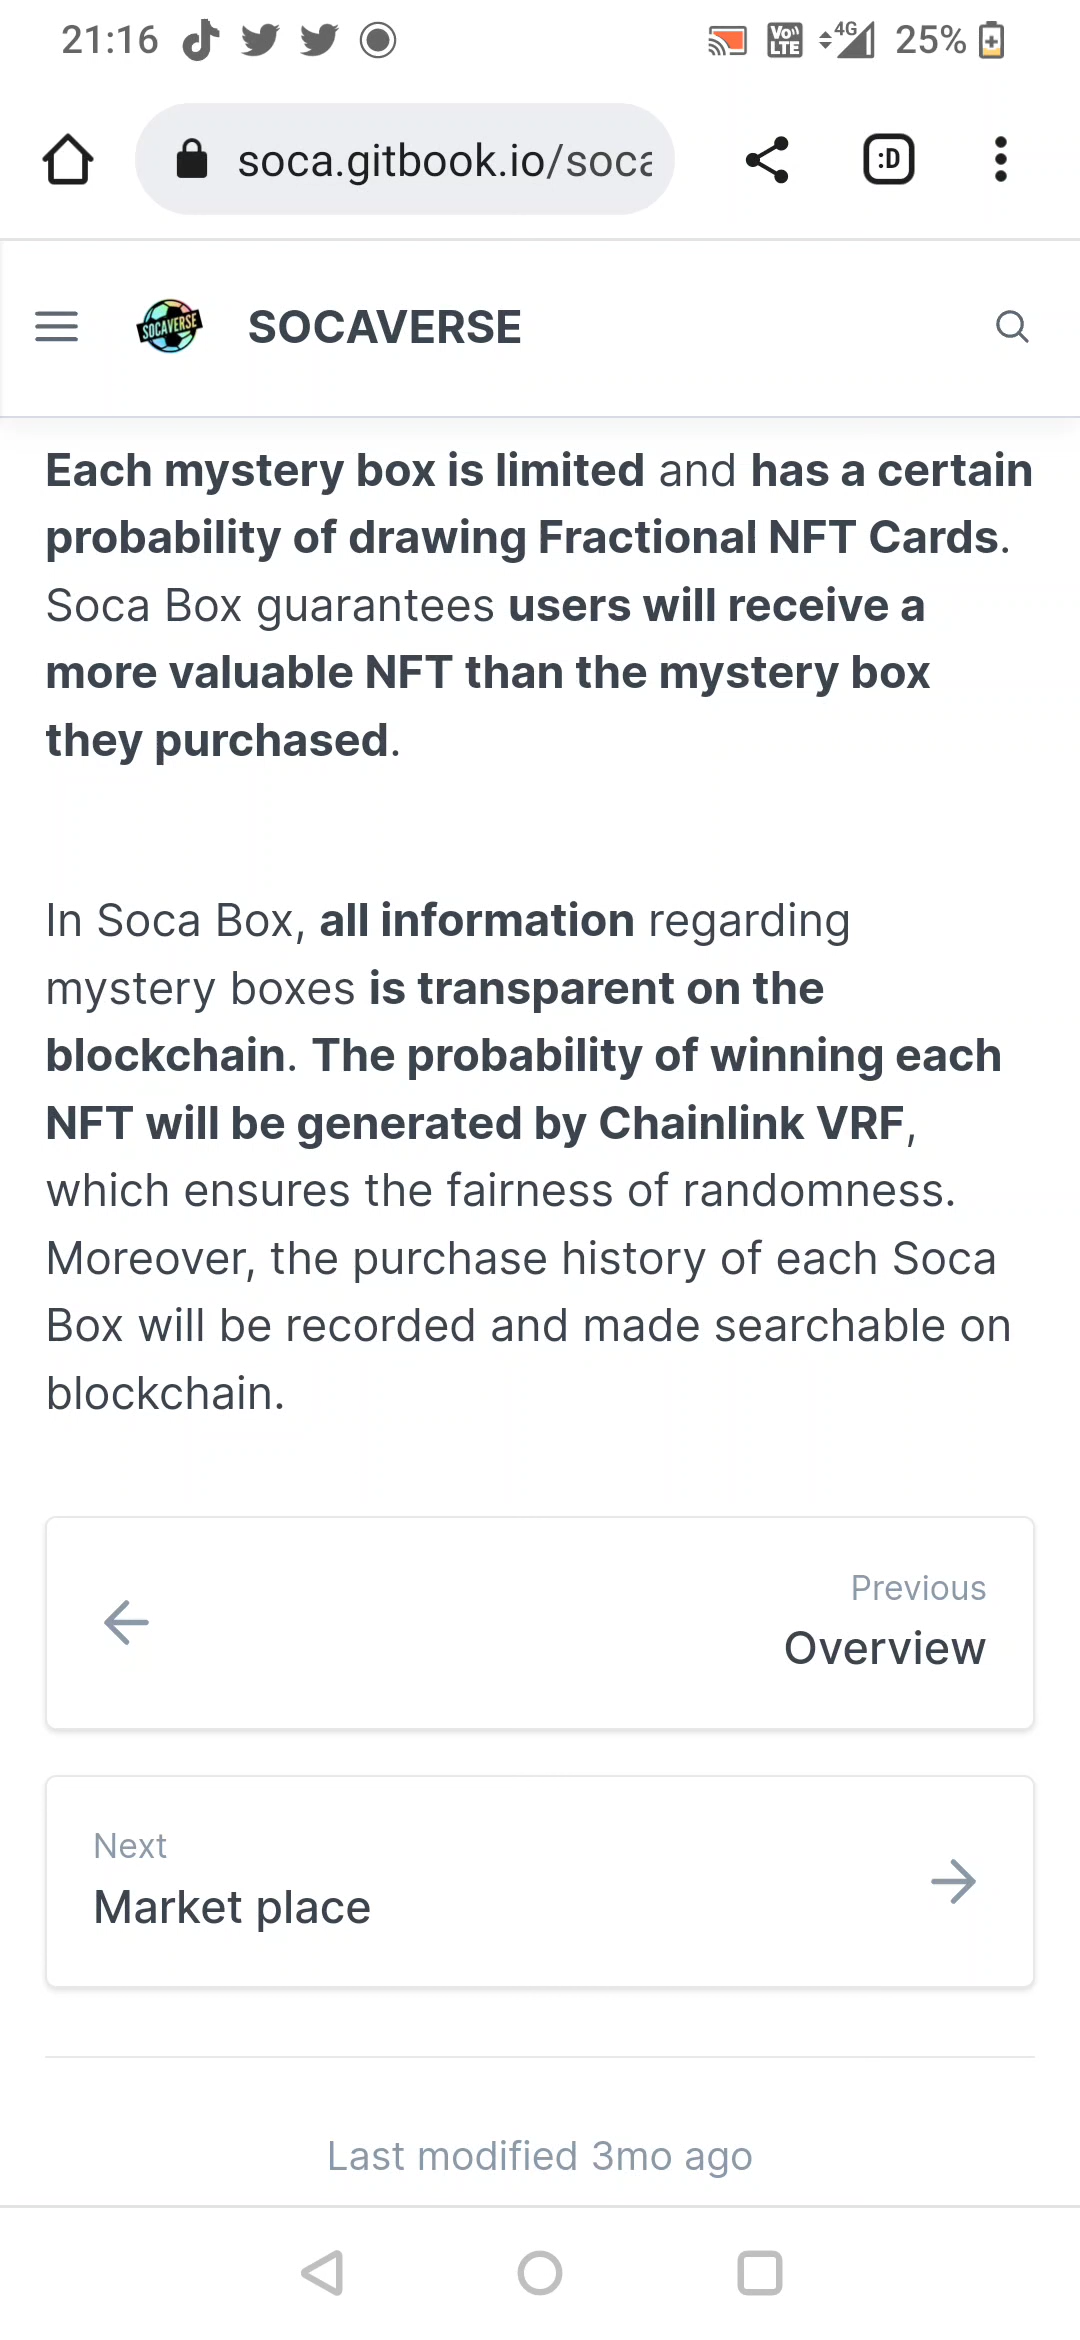 21:16
Vo)) LTE
4G
25%
soca.gitbook.io/soca
:D
SOCAVERSE
SOCAVERSE
Each mystery box is limited and has a certain
probability of drawing Fractional NFT Cards.
Soca Box guarantees users will receive a
more valuable NFT than the mystery box
they purchased.
In Soca Box, all information regarding
mystery boxes is transparent on the
blockchain. The probability of winning each
NFT will be generated by Chainlink VRF,
which ensures the fairness of randomness.
Moreover, the purchase history of each Soca
Box will be recorded and made searchable on
blockchain.
Previous
Overview
Next
Market place
Last modified 3mo ago